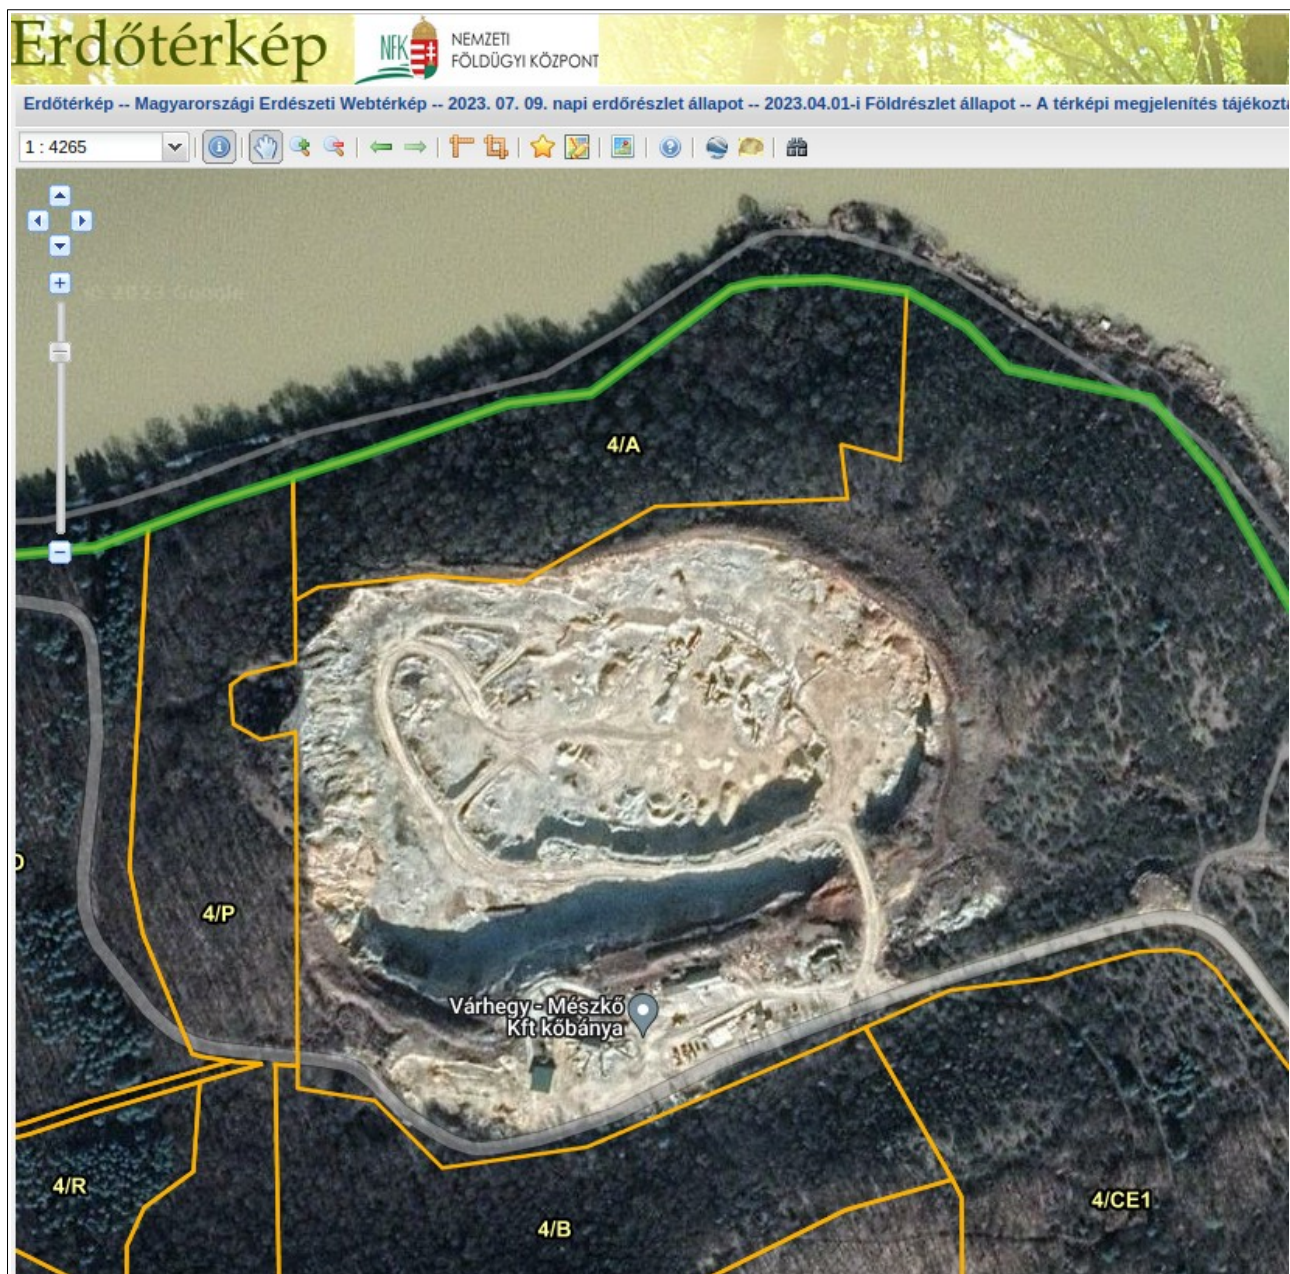 Erdőtérkép
NFK
NEMZETI
FÖLDÜGYI KÖZPONT
Erdőtérkép -- Magyarországi Erdészeti Webtérkép -- 2023. 07. 09. napi erdőrészlet állapot -- 2023.04.01-i Földrészlet állapot -- A térképi megjelenítés tájékozta
1 : 4265
© 2023 Google
4/A
4/P
Várhegy - Mészkő
Kft kőbánya
4/R
4/B
4/CE1